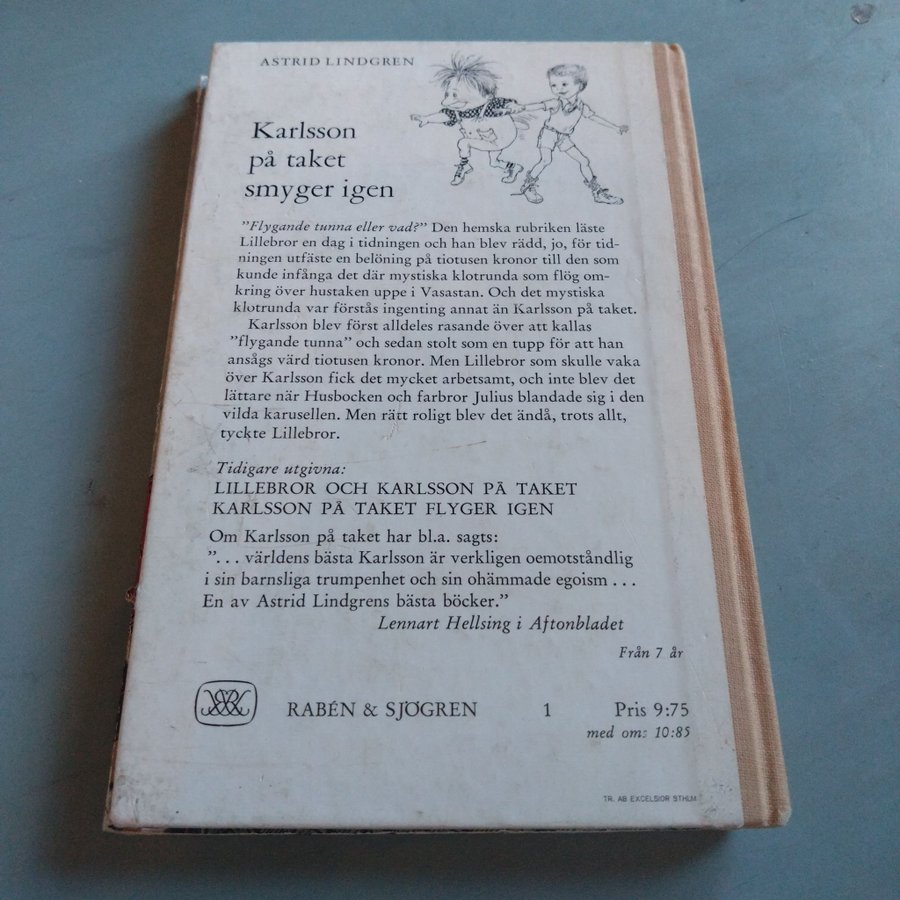 ASTRID LINDGREN
Karlsson
på taket
smyger igen
"Flygande tunna eller vad?" Den hemska rubriken läste
Lillebror en dag i tidningen och han blev rädd, jo, för tid-
ningen utfäste en belöning på tiotusen kronor till den som
kunde infånga det där mystiska klotrunda som flög om-
kring över hustaken uppe i Vasastan. Och det mystiska
klotrunda var förstås ingenting annat än Karlsson på taket.
Karlsson blev först alldeles rasande över att kallas
"flygande tunna" och sedan stolt som en tupp för att han
ansågs värd tiotusen kronor. Men Lillebror som skulle vaka
över Karlsson fick det mycket arbetsamt, och inte blev det
lättare när Husbocken och farbror Julius blandade sig i den
vilda karusellen. Men rätt roligt blev det ändå, trots allt,
tyckte Lillebror.
Tidigare utgivna:
LILLEBROR OCH KARLSSON PÅ TAKET
KARLSSON PÅ TAKET FLYGER IGEN
Om Karlsson på taket har bl.a. sagts:
"... världens bästa Karlsson är verkligen oemotståndlig
i sin barnsliga trumpenhet och sin ohämmade egoism ...
En av Astrid Lindgrens bästa böcker."
Lennart Hellsing i Aftonbladet
Från 7 år
RABÉN & SJÖGREN 1 Pris 9:75
med oms 10:85
TR. AB EXCELSIOR STHLM